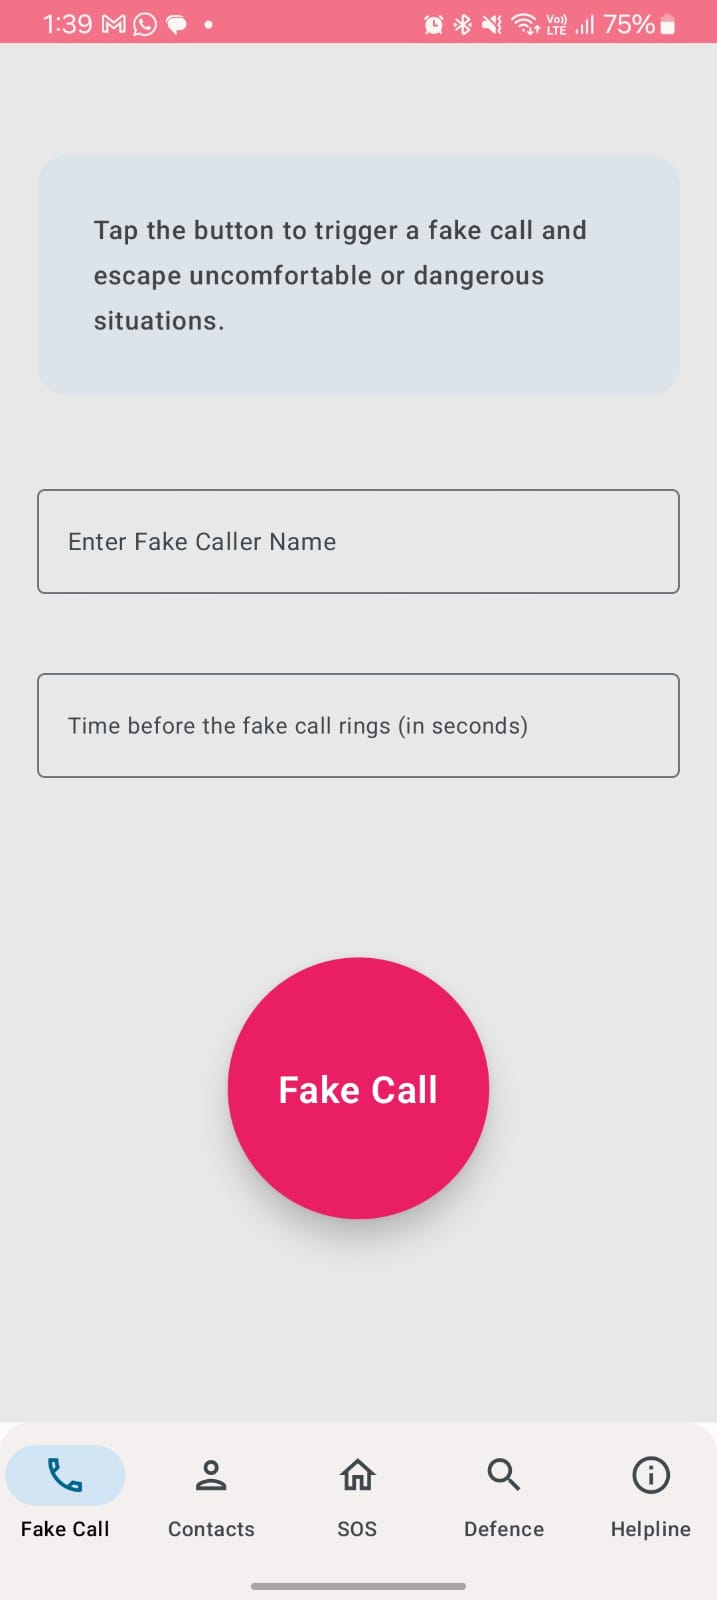 1:39
Vo))
LTE
75%
Tap the button to trigger a fake call and
escape uncomfortable or dangerous
situations.
Enter Fake Caller Name
Time before the fake call rings (in seconds)
Fake Call
Fake Call
Contacts
SOS
Defence
Helpline